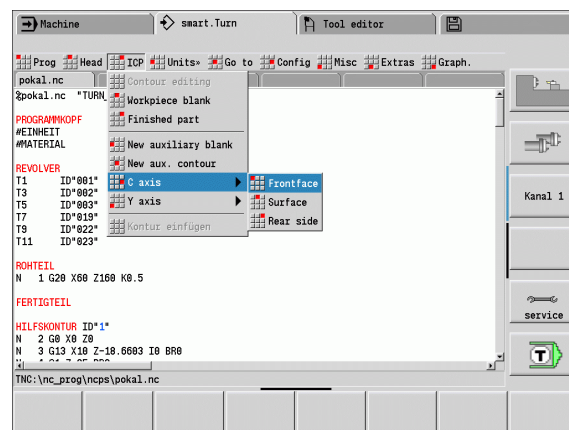 Machine smart.Turn Tool editor
Prog Head ICP Units» Go to Config Misc Extras Graph.
pokal.nc
Contour editing
%pokal.nc "TURN_
Workpiece blank
PROGRAMMKOPF
Finished part
#EINHEIT
#MATERIAL
New auxiliary blank
New aux. contour
REVOLVER
T1 ID"001"
C axis
Frontface
T3 ID"002"
Y axis
Surface
T5 ID"003"
T7 ID"019"
Kontur einfügen
Rear side
T9 ID"022"
T11 ID"023"
Kanal 1
ROHTEIL
N 1 G20 X60 Z160 K0.5
FERTIGTEIL
service
HILFSKONTUR ID"1"
N 2 G0 X0 Z0
N 3 G13 X10 Z-18.6603 I0 BR0
T
TNC:\nc_prog\ncps\pokal.nc